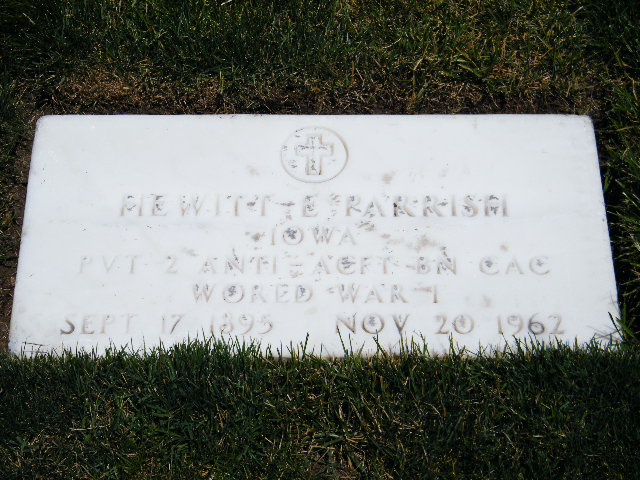 HEWITT E PARRISH
IOWA
PVT 2 ANTI-ACFT BN CAC
WORLD WAR I
SEPT 17 1895 NOV 20 1962